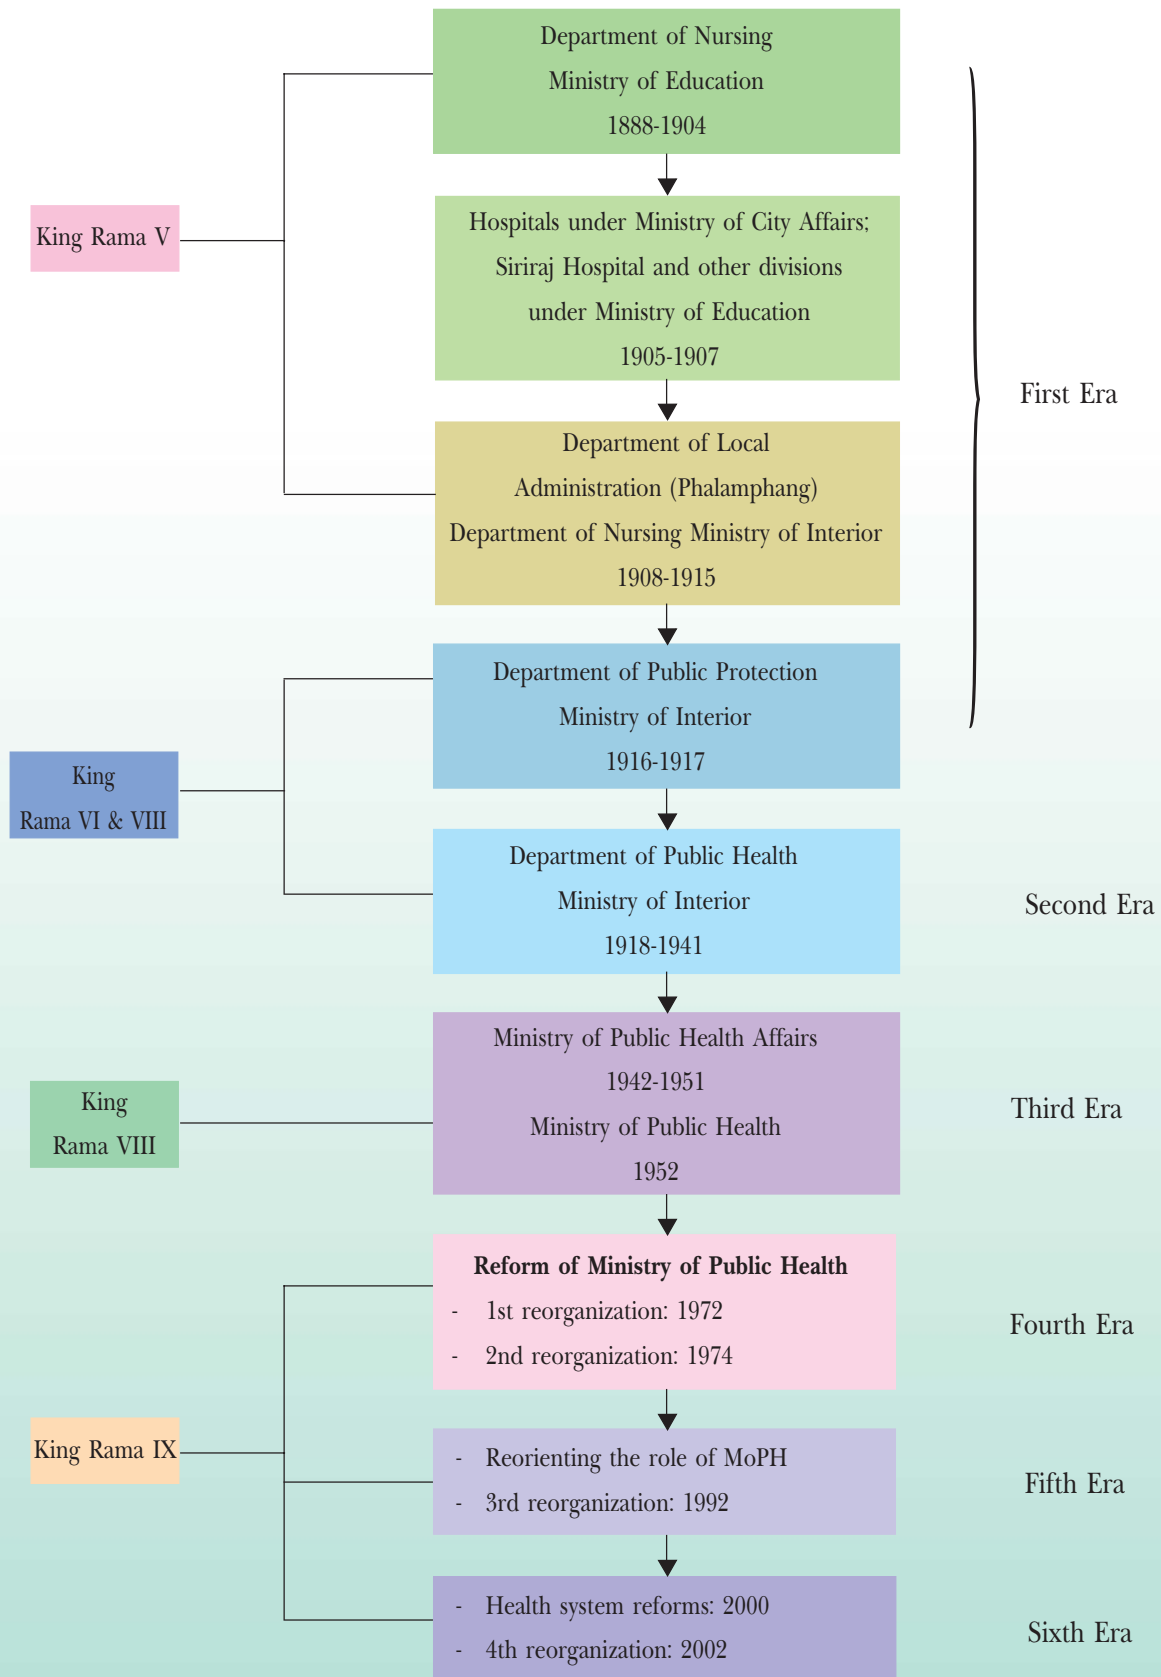 Department of Nursing
Ministry of Education
1888-1904
King Rama V
Hospitals under Ministry of City Affairs;
Siriraj Hospital and other divisions
under Ministry of Education
1905-1907
First Era
Department of Local
Administration (Phalamphang)
Department of Nursing Ministry of Interior
1908-1915
Department of Public Protection
Ministry of Interior
1916-1917
King
Rama VI & VIII
Department of Public Health
Ministry of Interior
1918-1941
Second Era
Ministry of Public Health Affairs
1942-1951
Ministry of Public Health
1952
King
Rama VIII
Third Era
Reform of Ministry of Public Health
- 1st reorganization: 1972
- 2nd reorganization: 1974
Fourth Era
King Rama IX
- Reorienting the role of MoPH
- 3rd reorganization: 1992
Fifth Era
- Health system reforms: 2000
- 4th reorganization: 2002
Sixth Era